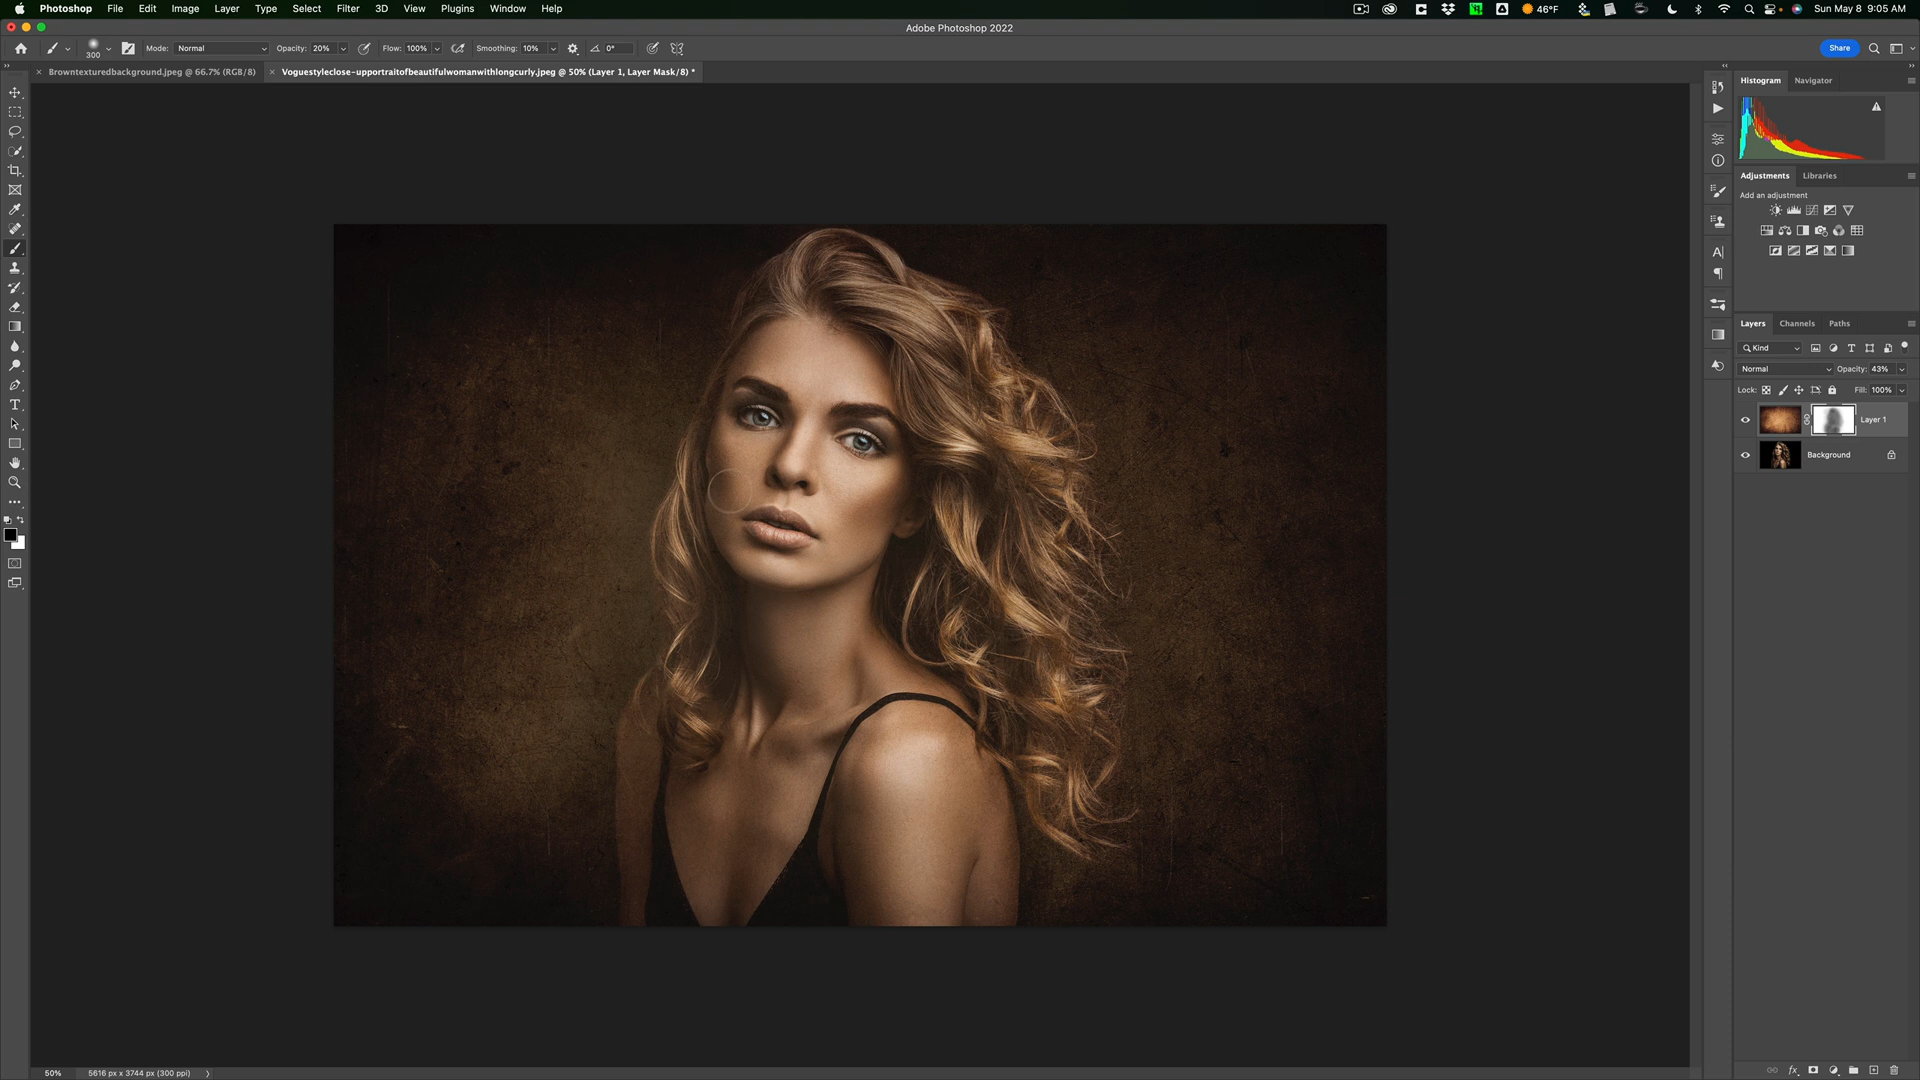 Photoshop File Edit Image Layer Type Select Filter 3D View Plugins Window Help 46°F Sun May 8 9:05 AM
Adobe Photoshop 2022
300 Mode: Normal Opacity: 20% Flow: 100% Smoothing: 10% 0° Share
Browntexturedbackground.jpeg @ 66.7% (RGB/8) Voguestyleclose-upportraitofbeautifulwomanwithlongcurly.jpeg @ 50% (Layer 1, Layer Mask/8) *
Histogram Navigator
Adjustments Libraries
Add an adjustment
Layers Channels Paths
Kind
Normal Opacity: 43%
Lock: Fill: 100%
Layer 1
Background
50% 5616 px x 3744 px (300 ppi)